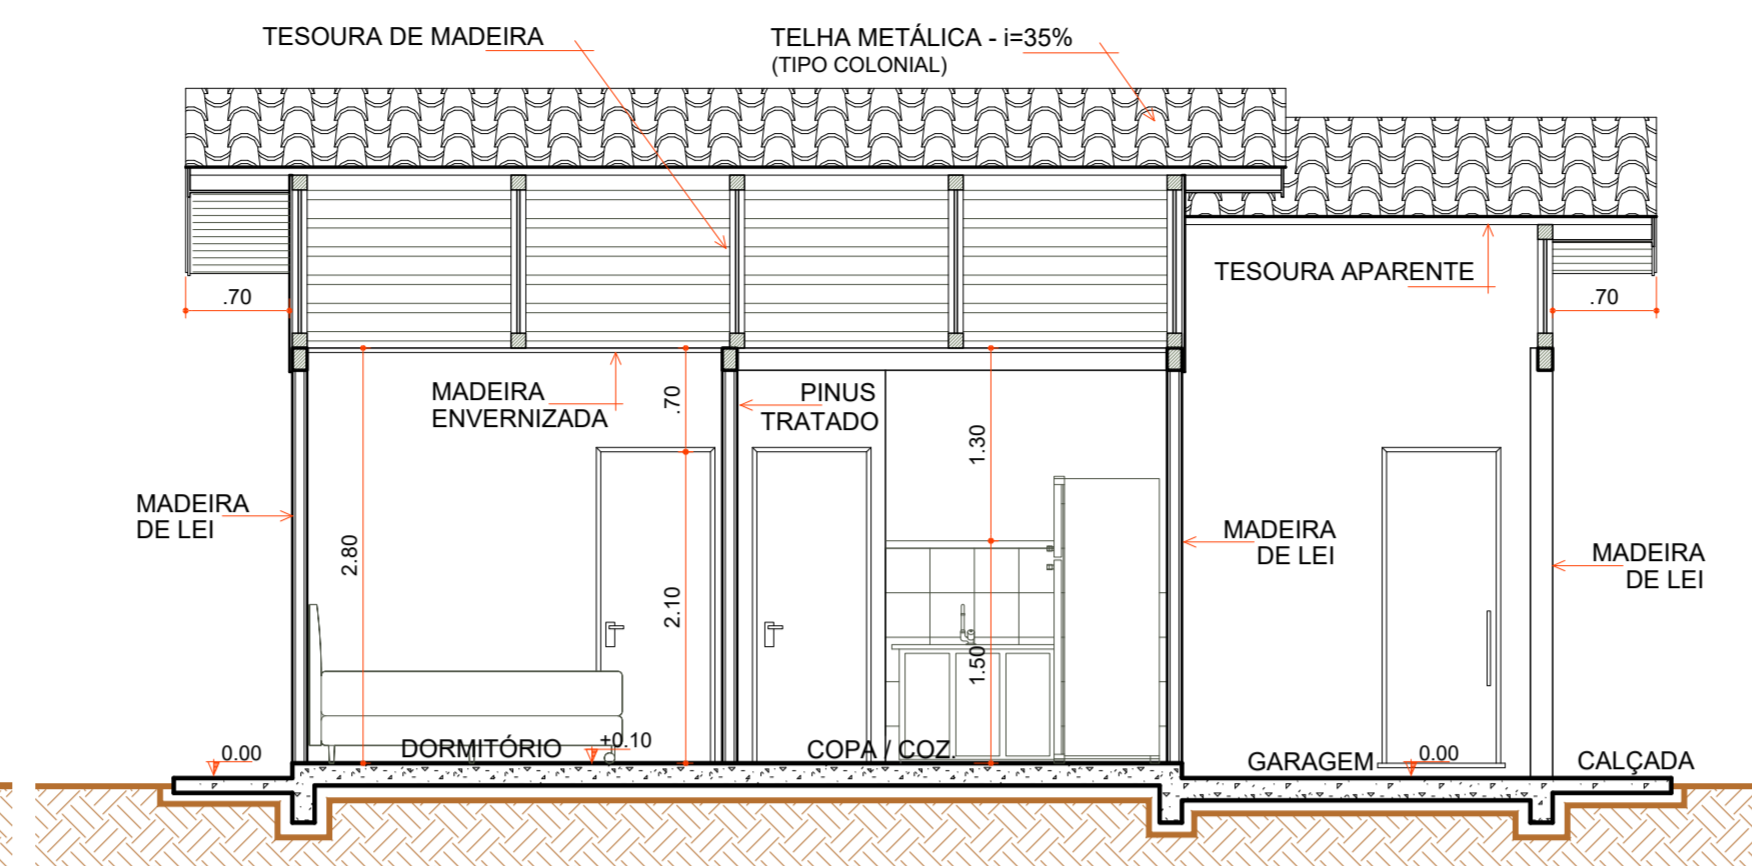 TESOURA DE MADEIRA
TELHA METÁLICA - i=35%
(TIPO COLONIAL)
TESOURA APARENTE
.70
.70
MADEIRA
ENVERNIZADA
.70
PINUS
TRATADO
1.30
MADEIRA
DE LEI
2.80
2.10
1.50
MADEIRA
DE LEI
MADEIRA
DE LEI
0.00
DORMITÓRIO
+0.10
COPA / COZ.
GARAGEM
0.00
CALÇADA